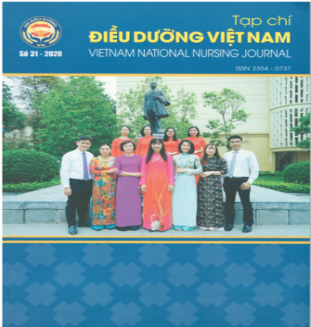 Tạp chí
ĐIỀU DƯỠNG VIỆT NAM
Số 31 - 2020
VIETNAM NATIONAL NURSING JOURNAL
ISSN 2354 - 0737